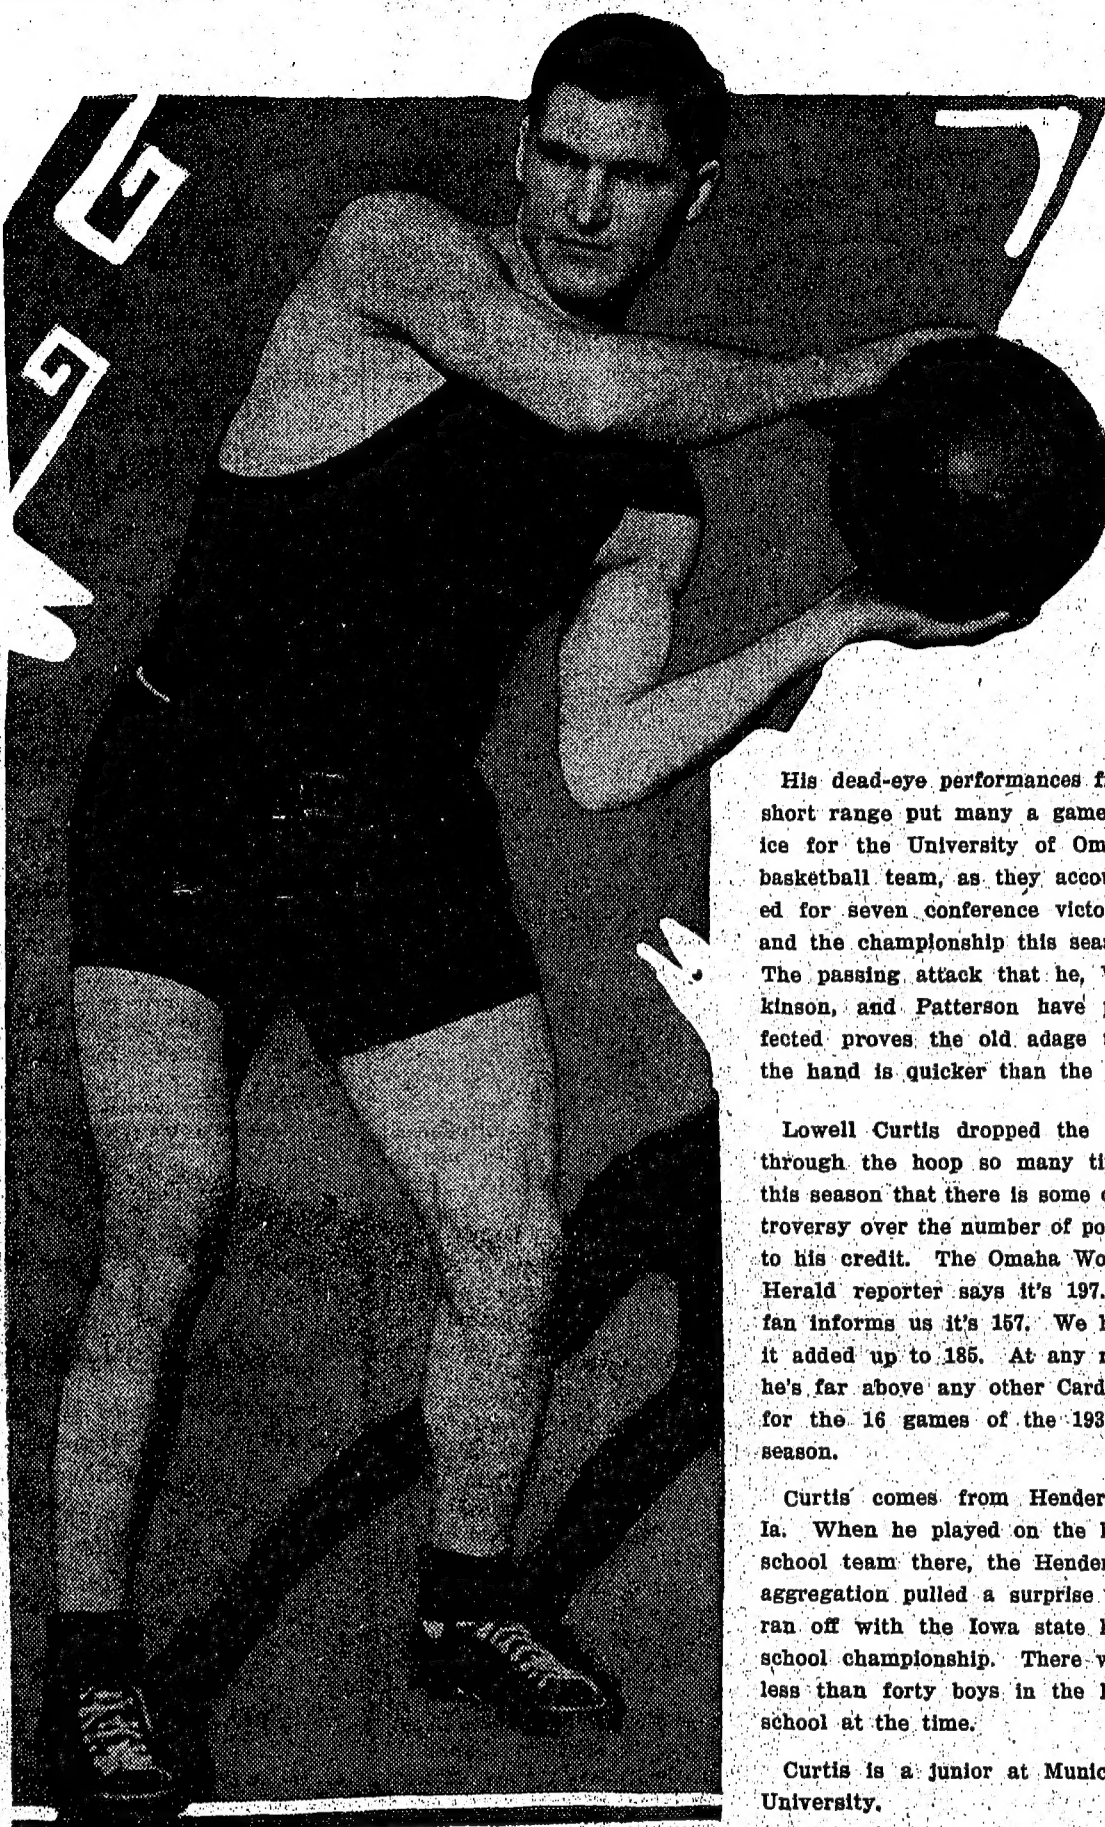 His dead-eye performances f
short range put many a game
ice for the University of Om
basketball team, as they accou
ed for seven conference victo
and the championship this seas
The passing attack that he, W
kinson, and Patterson have p
fected proves the old adage t
the hand is quicker than the
Lowell Curtis dropped the
through the hoop so many ti
this season that there is some c
troversy over the number of po
to his credit. The Omaha Wo
Herald reporter says it's 197.
fan informs us it's 157. We h
it added up to 185. At any r
he's far above any other Card
for the 16 games of the 193
season.
Curtis comes from Hender
Ia. When he played on the h
school team there, the Hender
aggregation pulled a surprise
ran off with the Iowa state h
school championship. There w
less than forty boys in the h
school at the time.
Curtis is a junior at Munic
University.